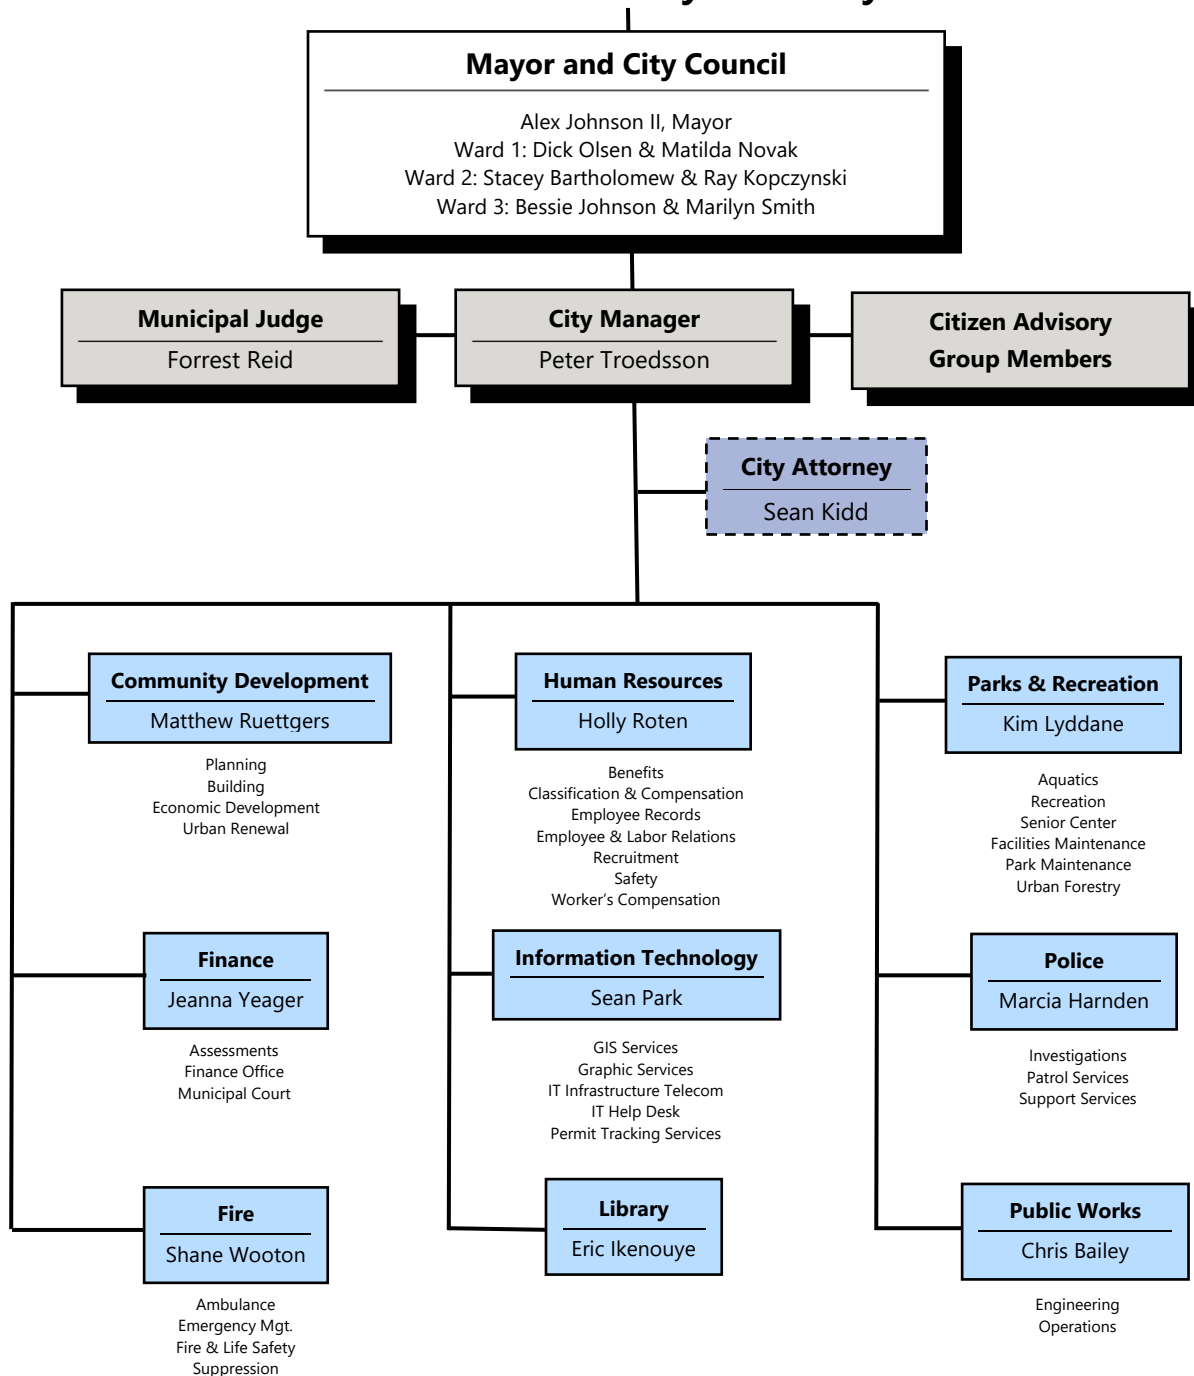 Mayor and City Council
Alex Johnson II, Mayor
Ward 1: Dick Olsen & Matilda Novak
Ward 2: Stacey Bartholomew & Ray Kopczynski
Ward 3: Bessie Johnson & Marilyn Smith
Municipal Judge
Forrest Reid
City Manager
Peter Troedsson
Citizen Advisory
Group Members
City Attorney
Sean Kidd
Community Development
Matthew Ruettgers
Planning
Building
Economic Development
Urban Renewal
Human Resources
Holly Roten
Benefits
Classification & Compensation
Employee Records
Employee & Labor Relations
Recruitment
Safety
Worker’s Compensation
Parks & Recreation
Kim Lyddane
Aquatics
Recreation
Senior Center
Facilities Maintenance
Park Maintenance
Urban Forestry
Finance
Jeanna Yeager
Assessments
Finance Office
Municipal Court
Information Technology
Sean Park
GIS Services
Graphic Services
IT Infrastructure Telecom
IT Help Desk
Permit Tracking Services
Police
Marcia Harnden
Investigations
Patrol Services
Support Services
Fire
Shane Wooton
Ambulance
Emergency Mgt.
Fire & Life Safety
Suppression
Library
Eric Ikenouye
Public Works
Chris Bailey
Engineering
Operations